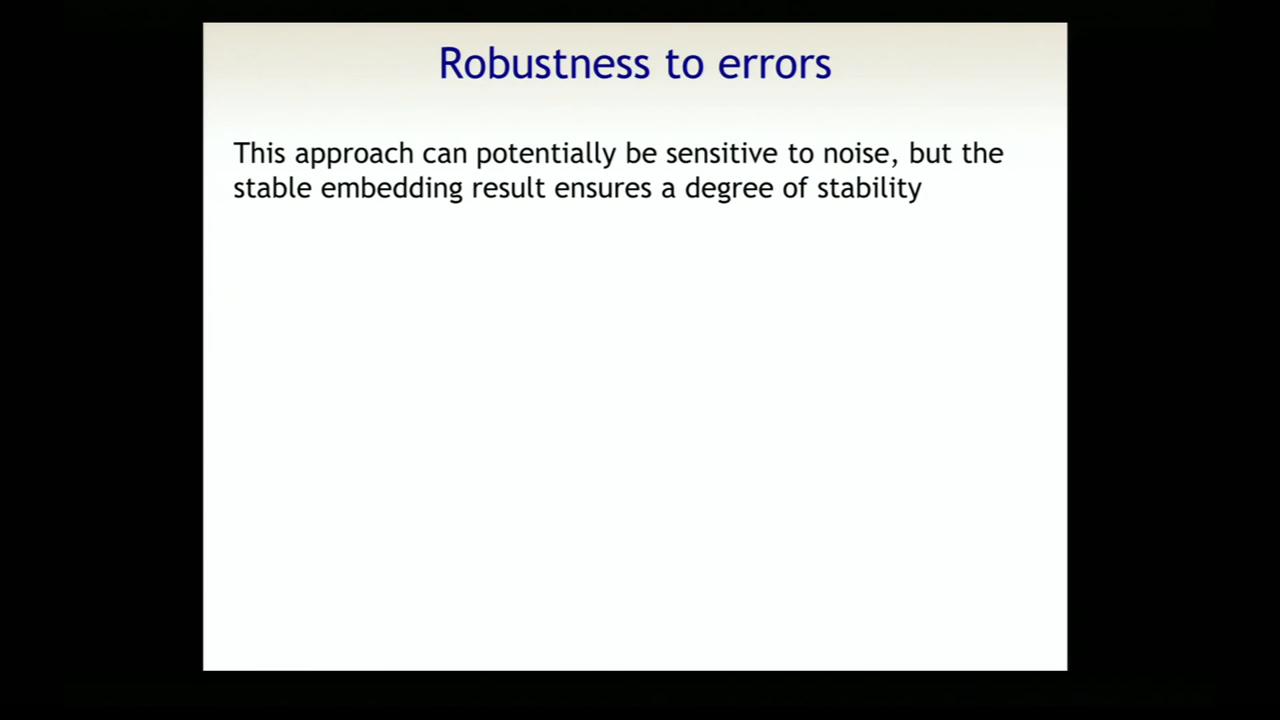 Robustness to errors
This approach can potentially be sensitive to noise, but the
stable embedding result ensures a degree of stability